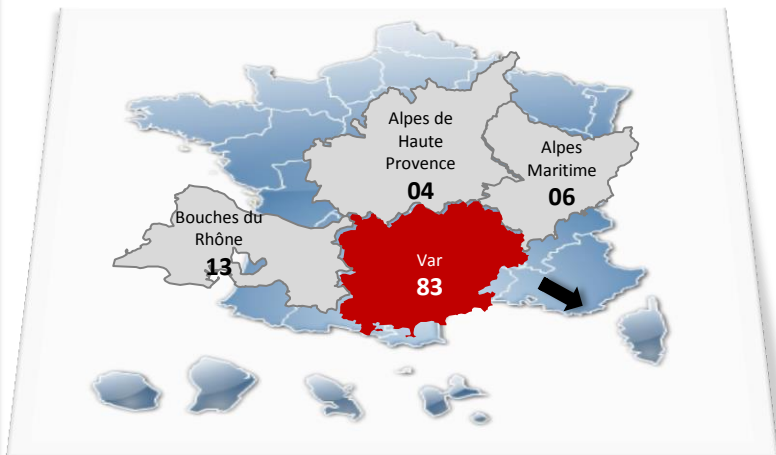 Alpes de
Haute
Provence
04
Alpes
Maritime
06
Bouches du
Rhône
13
Var
83